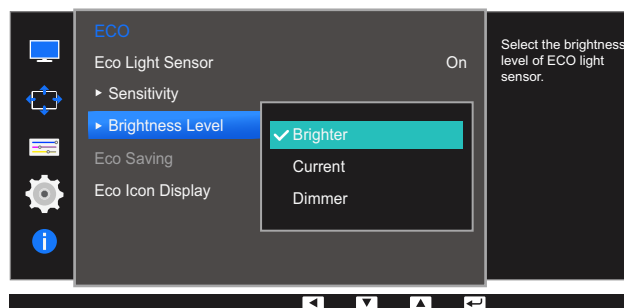 ECO
Eco Light Sensor On
Sensitivity
Brightness Level
Eco Saving
Eco Icon Display
Brighter
Current
Dimmer
Select the brightness
level of ECO light
sensor.